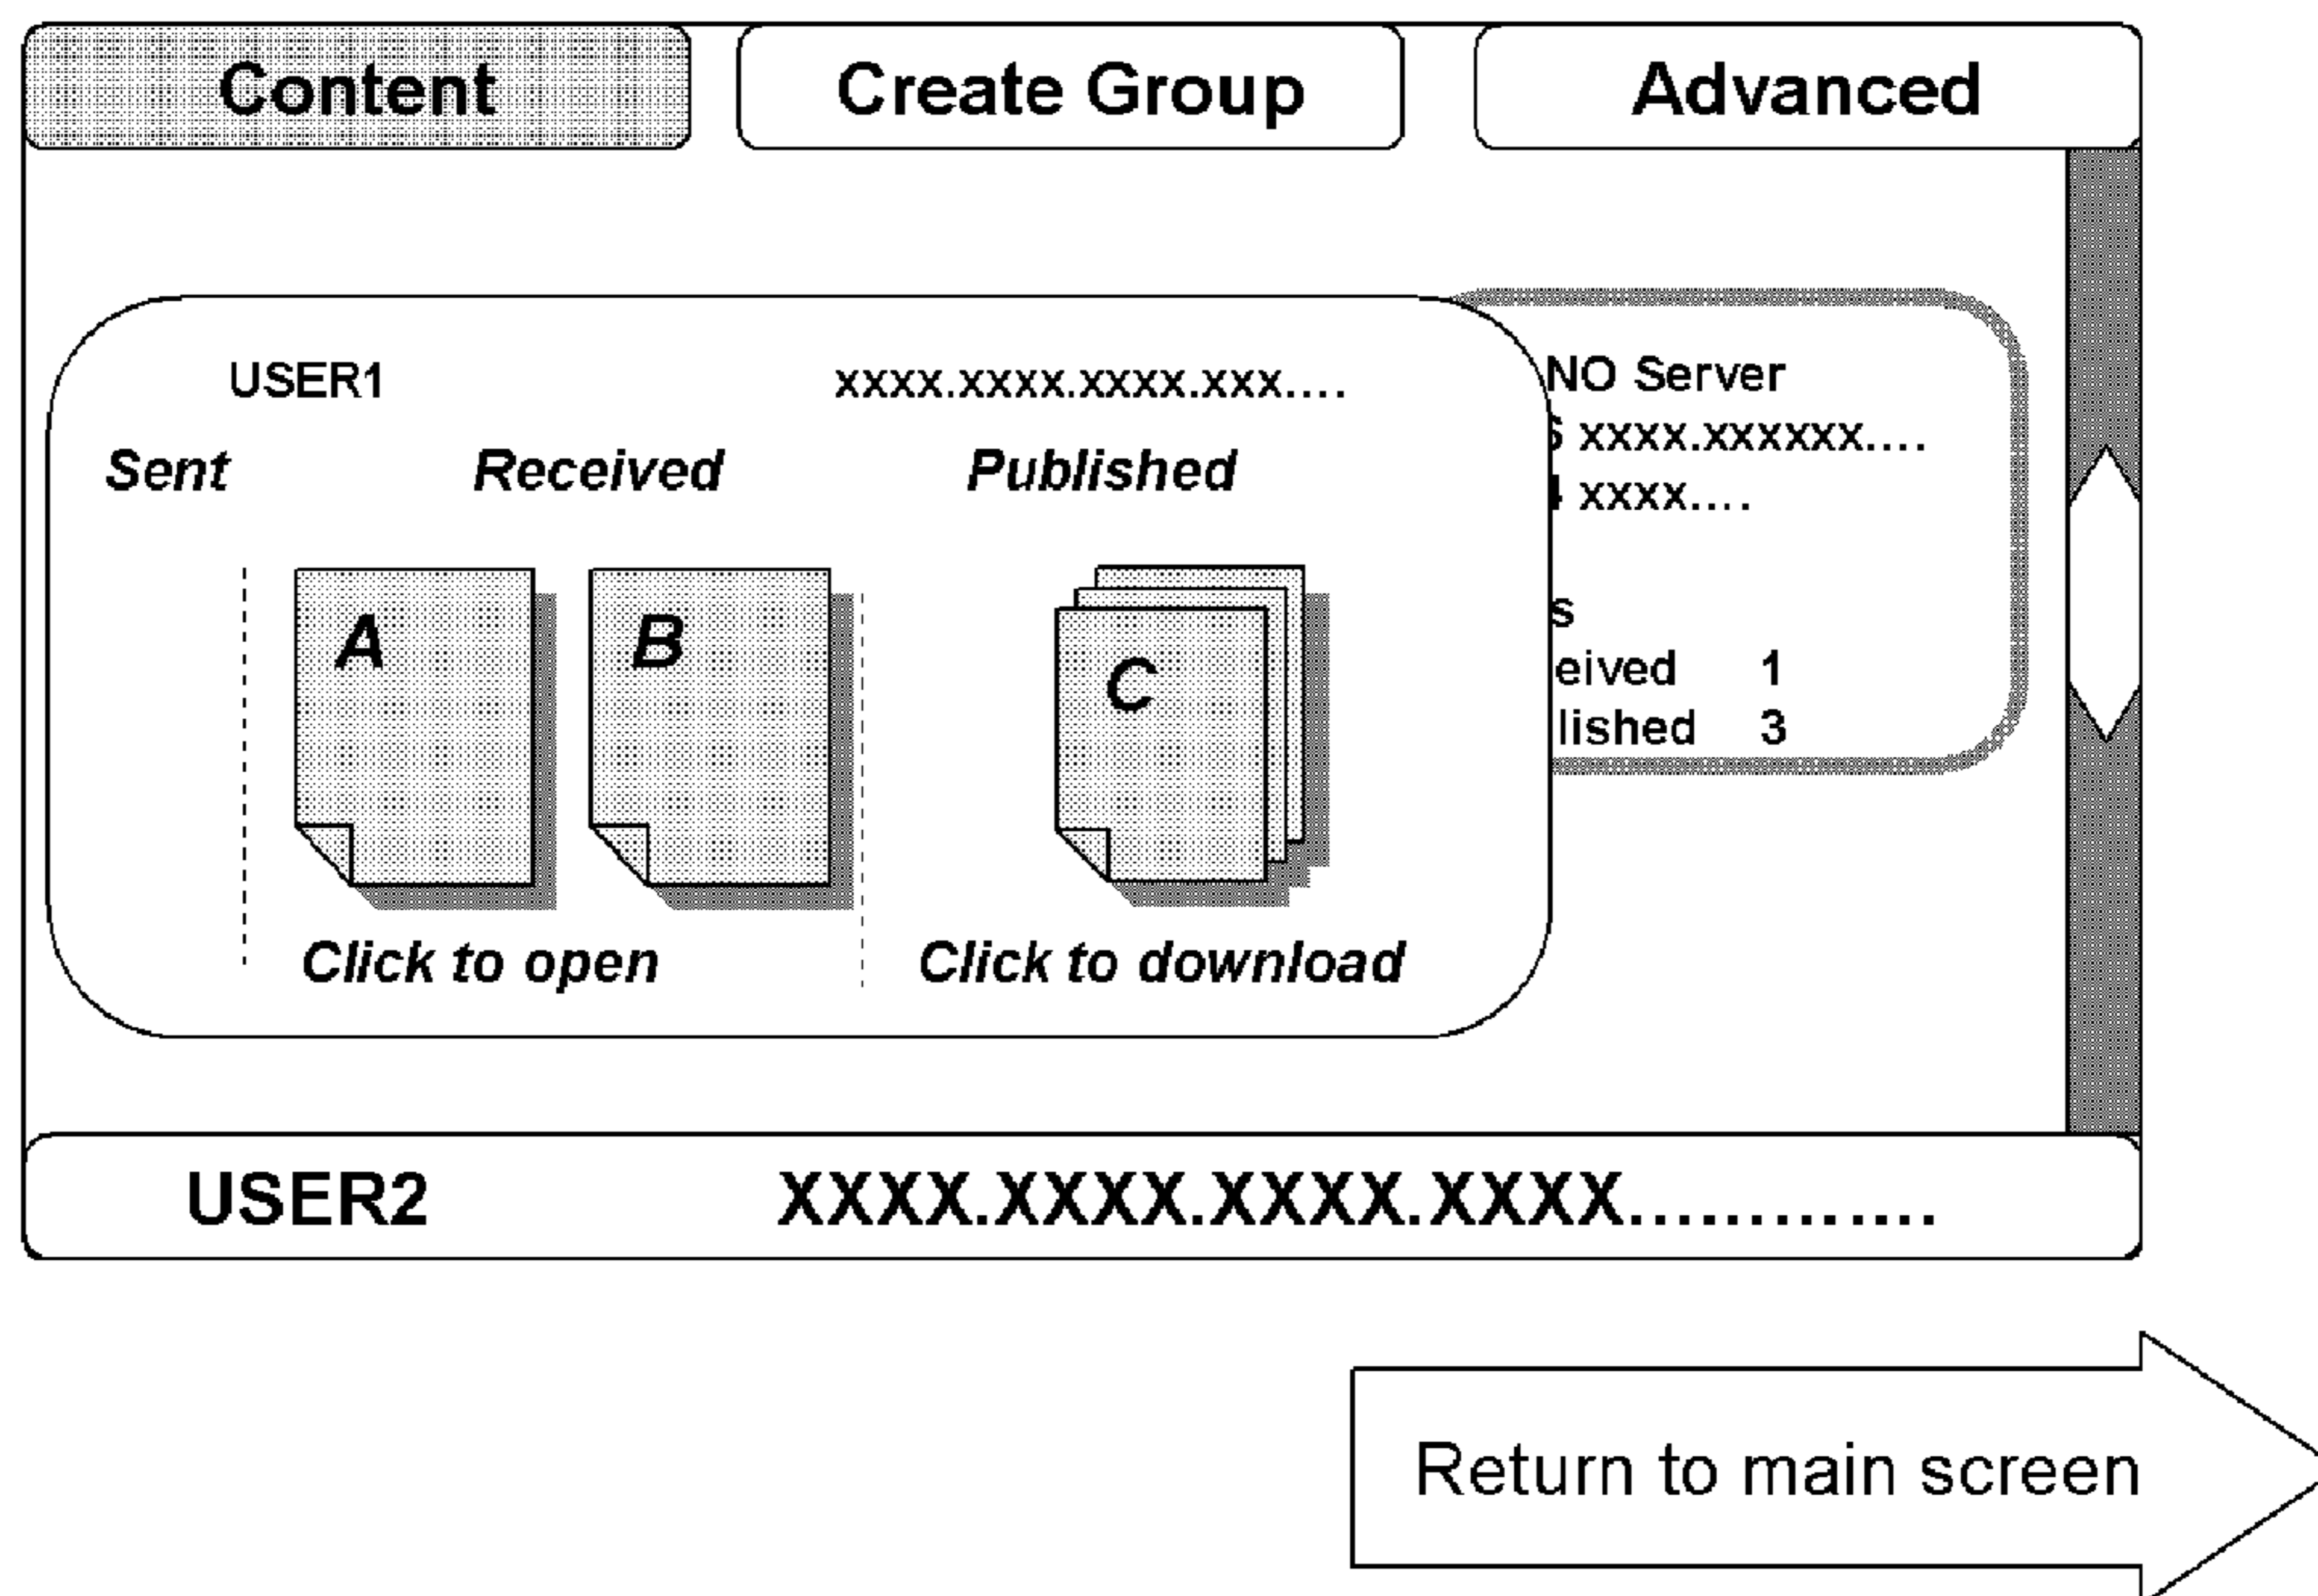 Content Create Group Advanced
USER1 xxxx.xxxx.xxxx.xxx....
Sent Received Published
A B C
Click to open Click to download
NO Server
xxxx.xxxxxx....
xxxx....
s
eived 1
lished 3
USER2 XXXX.XXXX.XXXX.XXXX.............
Return to main screen